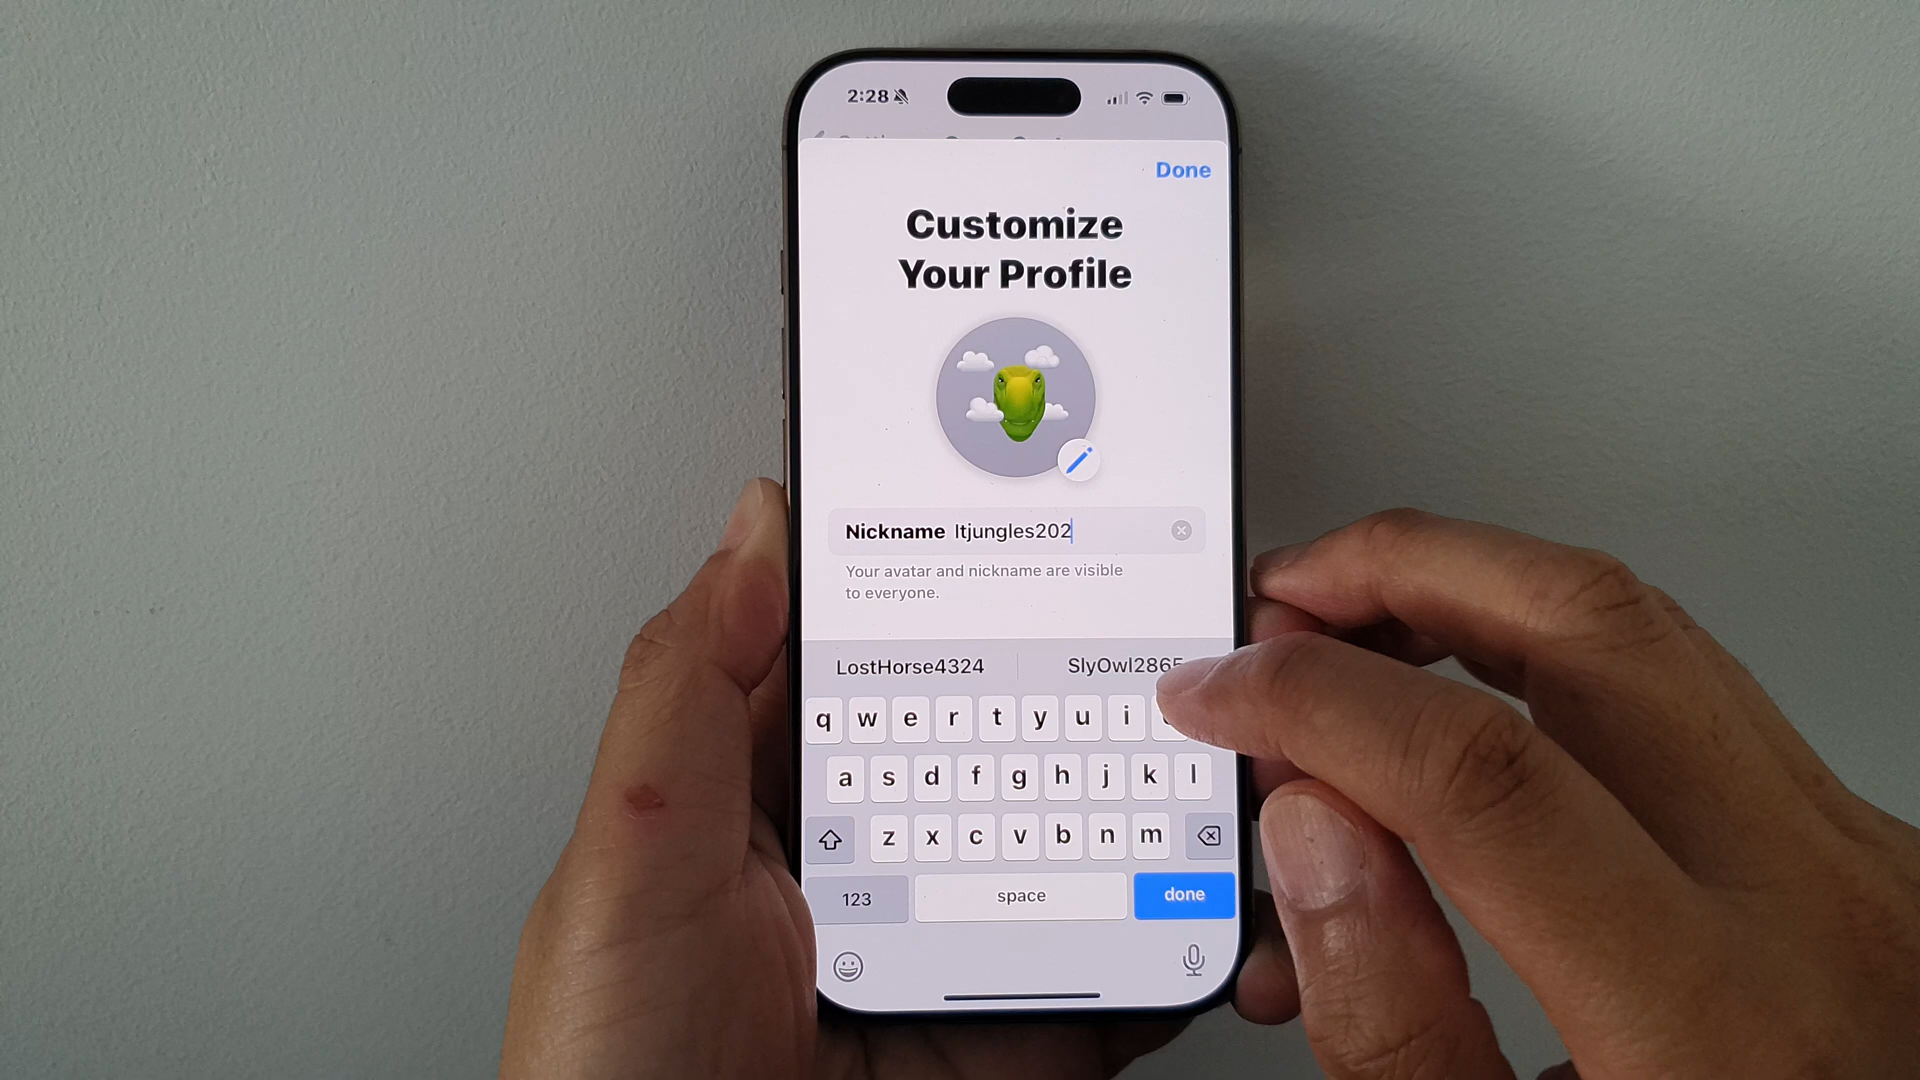 2:28
Done
Customize
Your Profile
Nickname Itjungles202
Your avatar and nickname are visible
to everyone.
LostHorse4324 SlyOwl2865
q w e r t y u i
a s d f g h j k l
z x c v b n m
123 space done